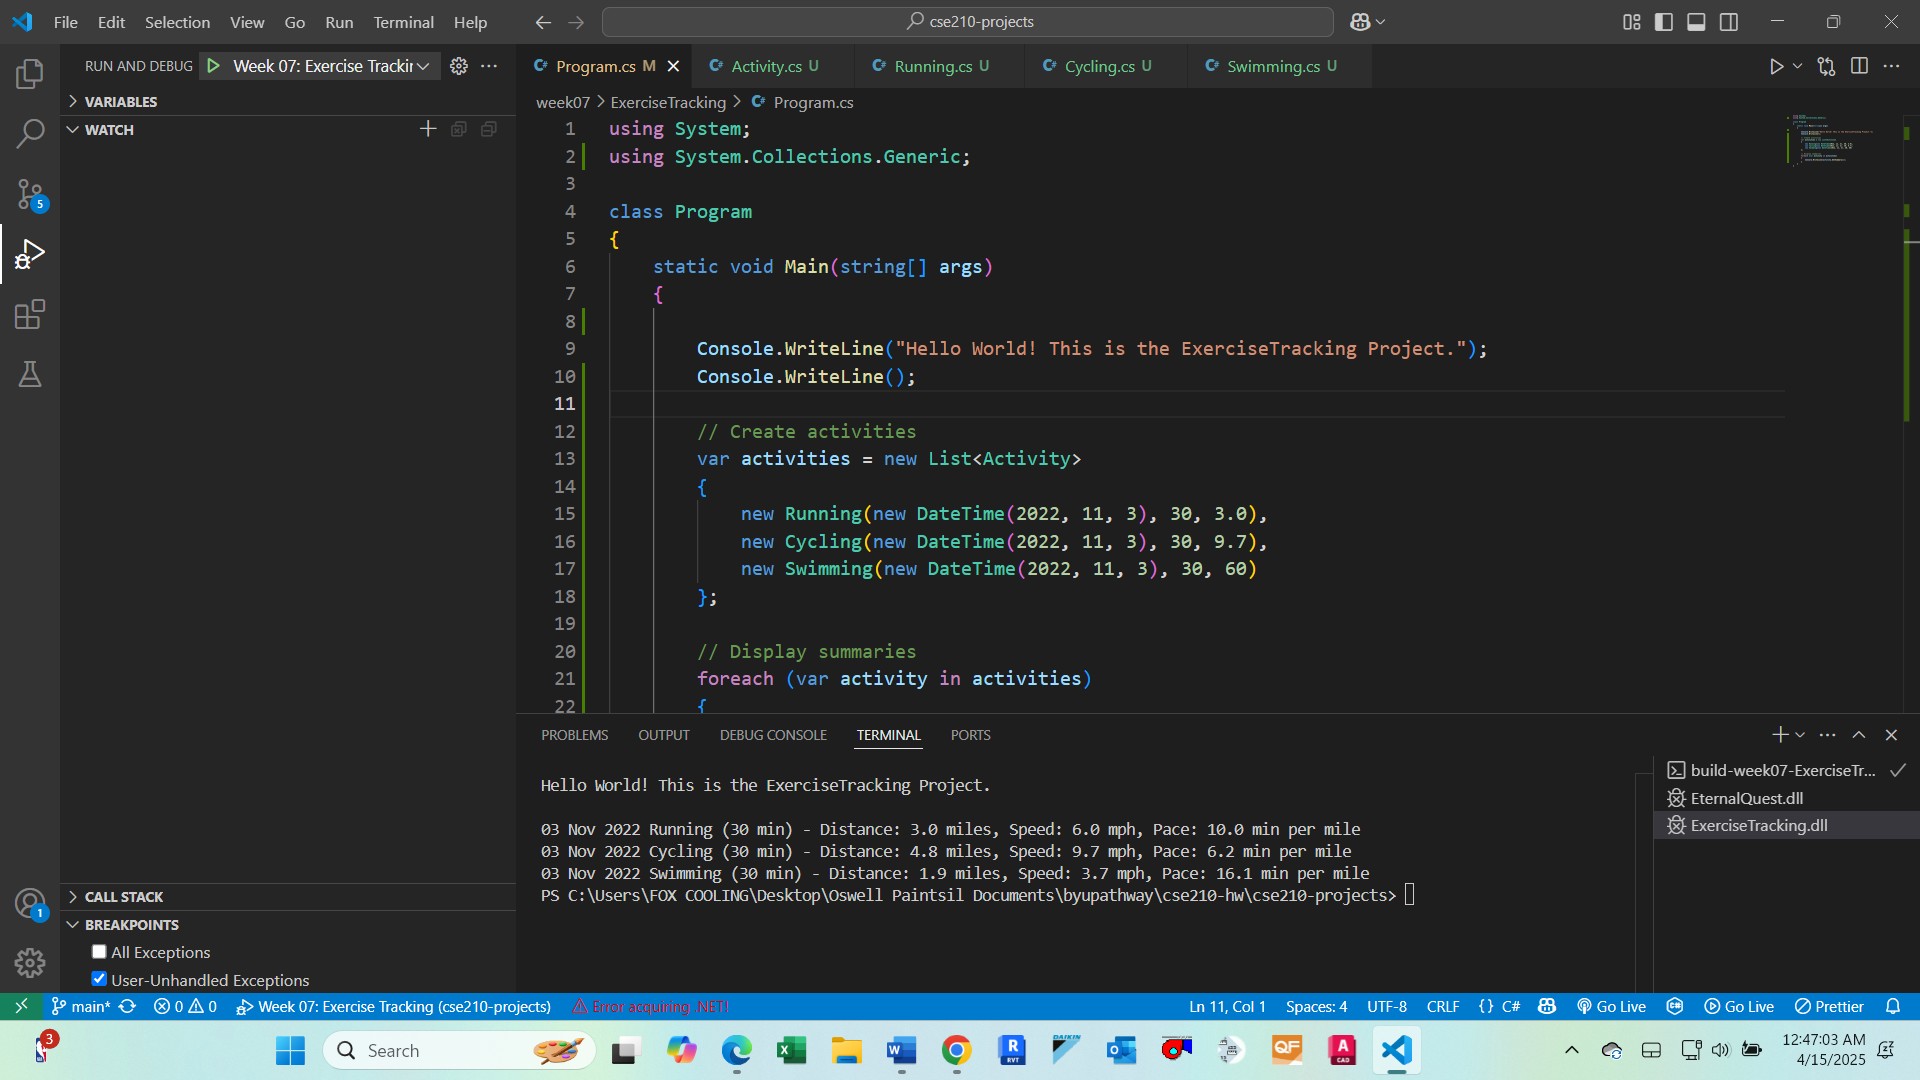 File Edit Selection View Go Run Terminal Help
cse210-projects
RUN AND DEBUG
Week 07: Exercise Trackir
VARIABLES
WATCH
5
CALL STACK
BREAKPOINTS
All Exceptions
User-Unhandled Exceptions
1
Program.cs M
Activity.cs U
Running.cs U
Cycling.cs U
Swimming.cs U
week07 > ExerciseTracking > Program.cs
1 using System;
2 using System.Collections.Generic;
3
4 class Program
5 {
6 static void Main(string[] args)
7 {
8
9 Console.WriteLine("Hello World! This is the ExerciseTracking Project.");
10 Console.WriteLine();
11
12 // Create activities
13 var activities = new List<Activity>
14 {
15 new Running(new DateTime(2022, 11, 3), 30, 3.0),
16 new Cycling(new DateTime(2022, 11, 3), 30, 9.7),
17 new Swimming(new DateTime(2022, 11, 3), 30, 60)
18 };
19
20 // Display summaries
21 foreach (var activity in activities)
22 {
PROBLEMS OUTPUT DEBUG CONSOLE TERMINAL PORTS
Hello World! This is the ExerciseTracking Project.
03 Nov 2022 Running (30 min) - Distance: 3.0 miles, Speed: 6.0 mph, Pace: 10.0 min per mile
03 Nov 2022 Cycling (30 min) - Distance: 4.8 miles, Speed: 9.7 mph, Pace: 6.2 min per mile
03 Nov 2022 Swimming (30 min) - Distance: 1.9 miles, Speed: 3.7 mph, Pace: 16.1 min per mile
PS C:\Users\FOX COOLING\Desktop\Oswell Paintsil Documents\byupathway\cse210-hw\cse210-projects>
build-week07-ExerciseTr...
EternalQuest.dll
ExerciseTracking.dll
main* 0 0 Week 07: Exercise Tracking (cse210-projects) Error acquiring .NET!
Ln 11, Col 1 Spaces: 4 UTF-8 CRLF {} C# Go Live Go Live Prettier
3
Search
R
RVT
DAIKIN
QF
A
CAD
12:47:03 AM
4/15/2025